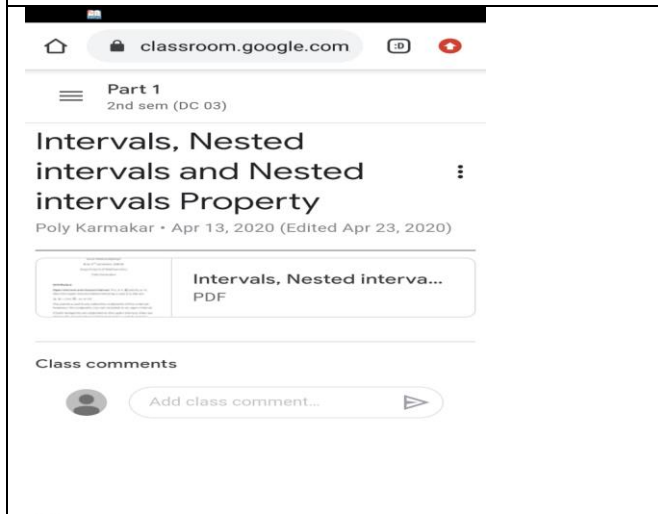 classroom.google.com
:D
Part 1
2nd sem (DC 03)
Intervals, Nested
intervals and Nested
intervals Property
Poly Karmakar • Apr 13, 2020 (Edited Apr 23, 2020)
Intervals, Nested interva...
PDF
Class comments
Add class comment...